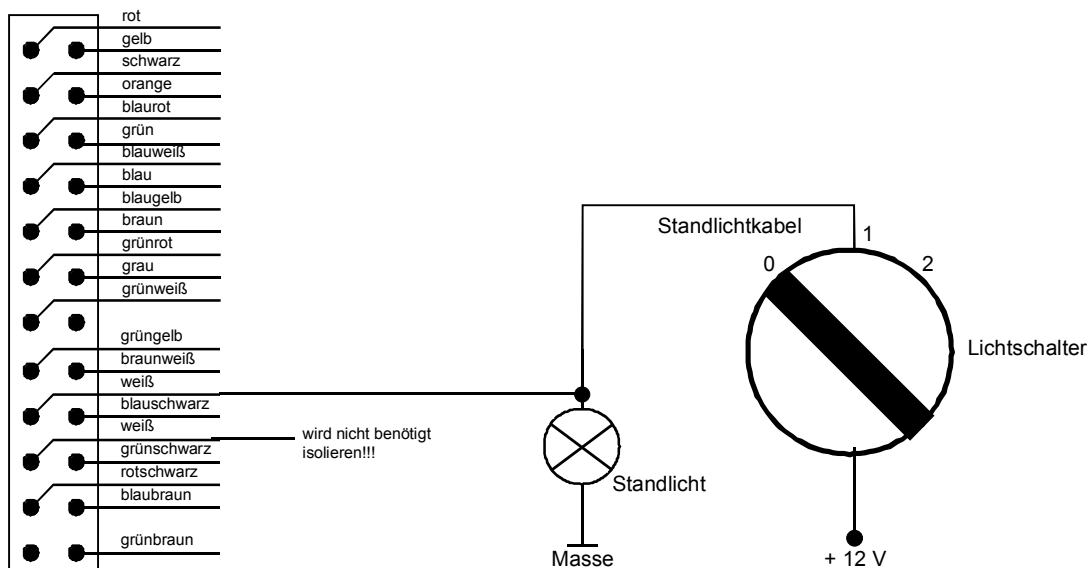 rot
gelb
schwarz
orange
blaurot
grün
blauweiß
blau
blaugelb
braun
grünrot
grau
grünweiß
grüngelb
braunweiß
weiß
blauschwarz
weiß
grünschwarz
rotschwarz
blaubraun
grünbraun
wird nicht benötigt
isolieren!!!
Standlichtkabel
0
1
2
Lichtschalter
Standlicht
Masse
+ 12 V